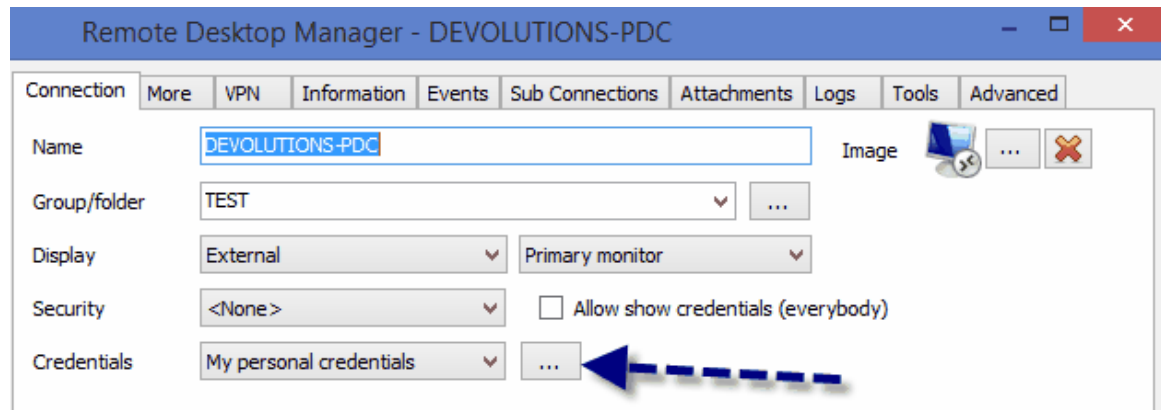 Remote Desktop Manager - DEVOLUTIONS-PDC
Connection More VPN Information Events Sub Connections Attachments Logs Tools Advanced
Name DEVOLUTIONS-PDC Image ...
Group/folder TEST ...
Display External Primary monitor
Security <None> Allow show credentials (everybody)
Credentials My personal credentials ...